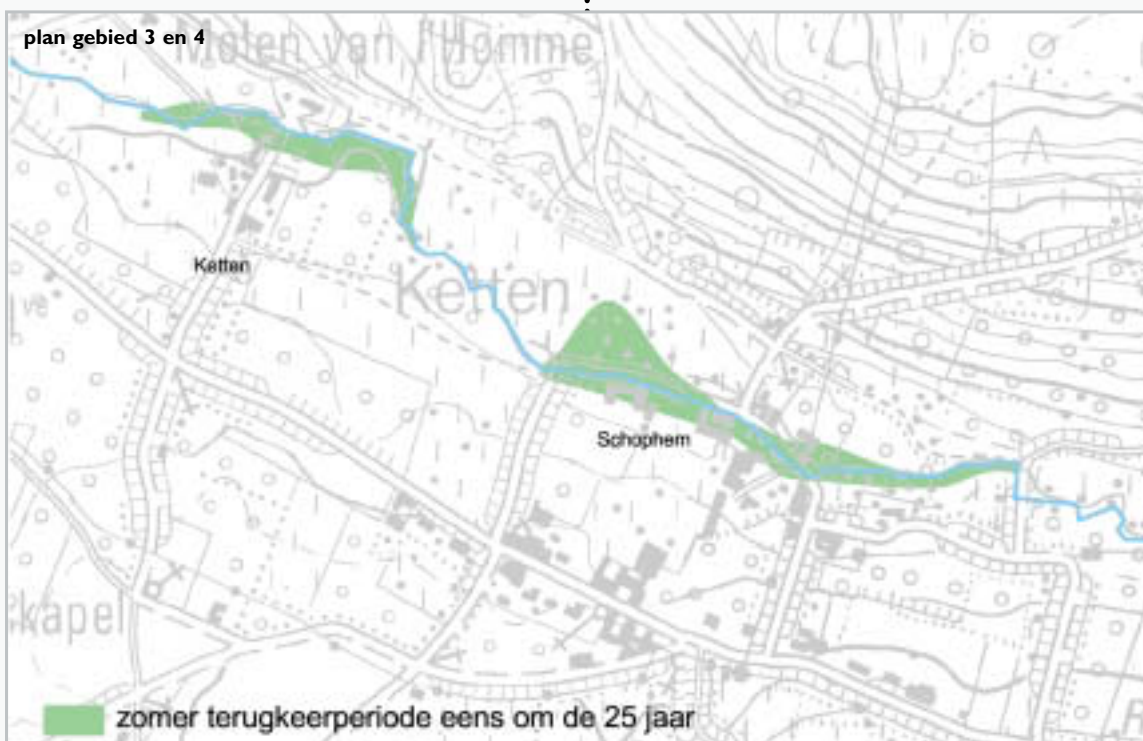 plan gebied 3 en 4
Molen van l'Homme
Ketten
Ketten
Schophem
kapel
zomer terugkeerperiode eens om de 25 jaar